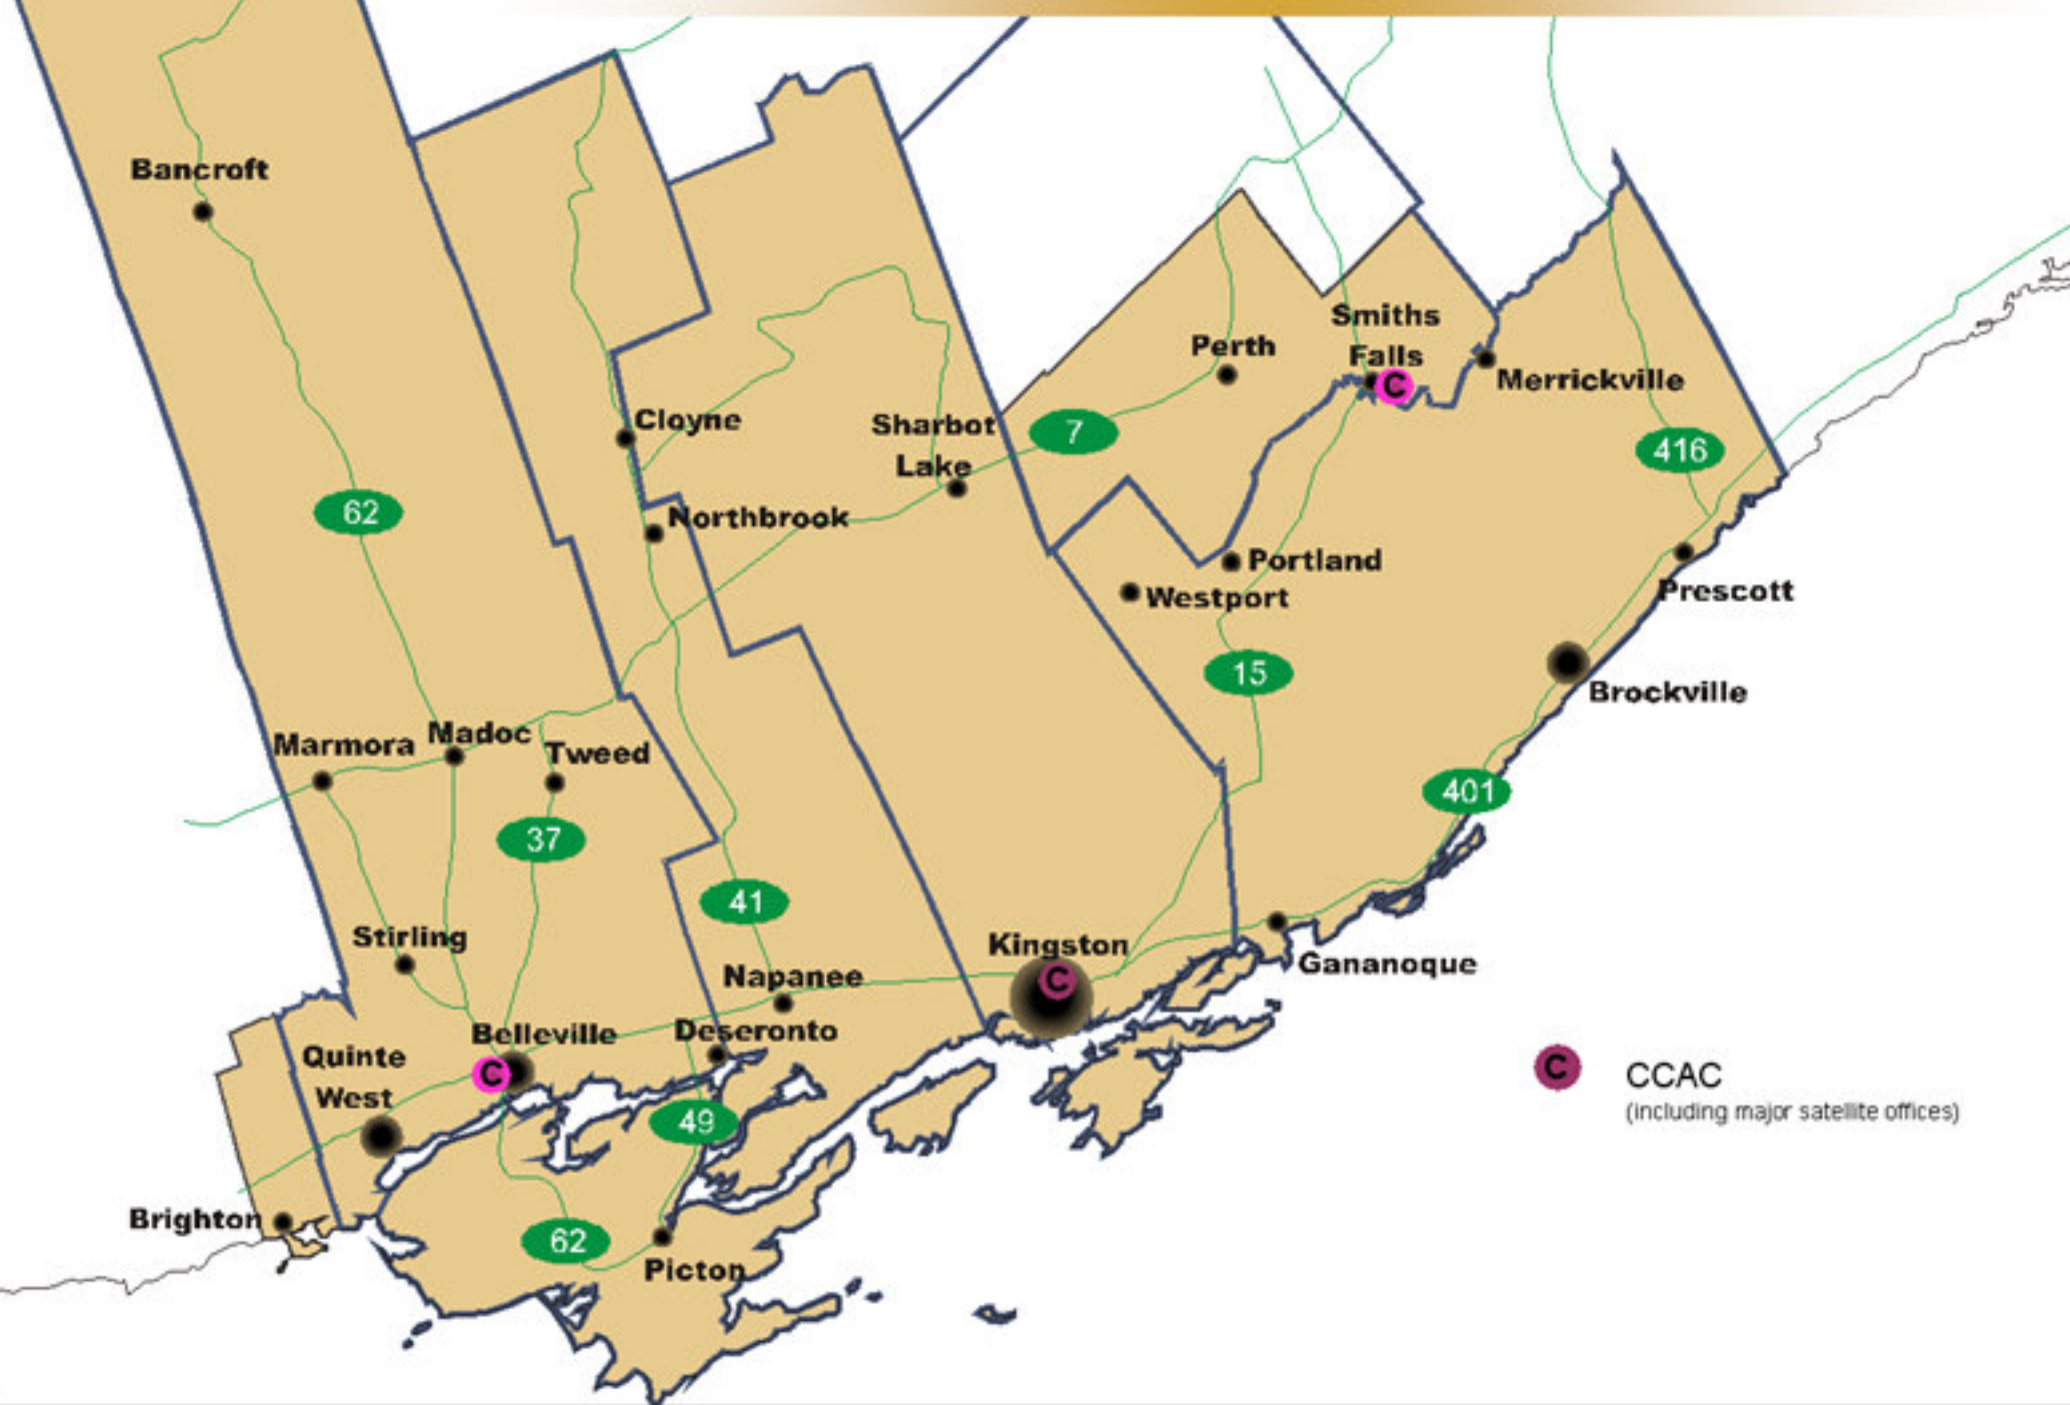 Bancroft
Smiths
Falls
C
Perth
Merrickville
Cloyne
Sharbot
Lake
7
416
62
Northbrook
Portland
Westport
Prescott
15
Brockville
Marmora
Madoc
Tweed
401
37
41
Stirling
Kingston
C
Gananoque
Napanee
Belleville
C
Deseronto
Quinte
West
49
Brighton
62
Picton
C
CCAC
(including major satellite offices)